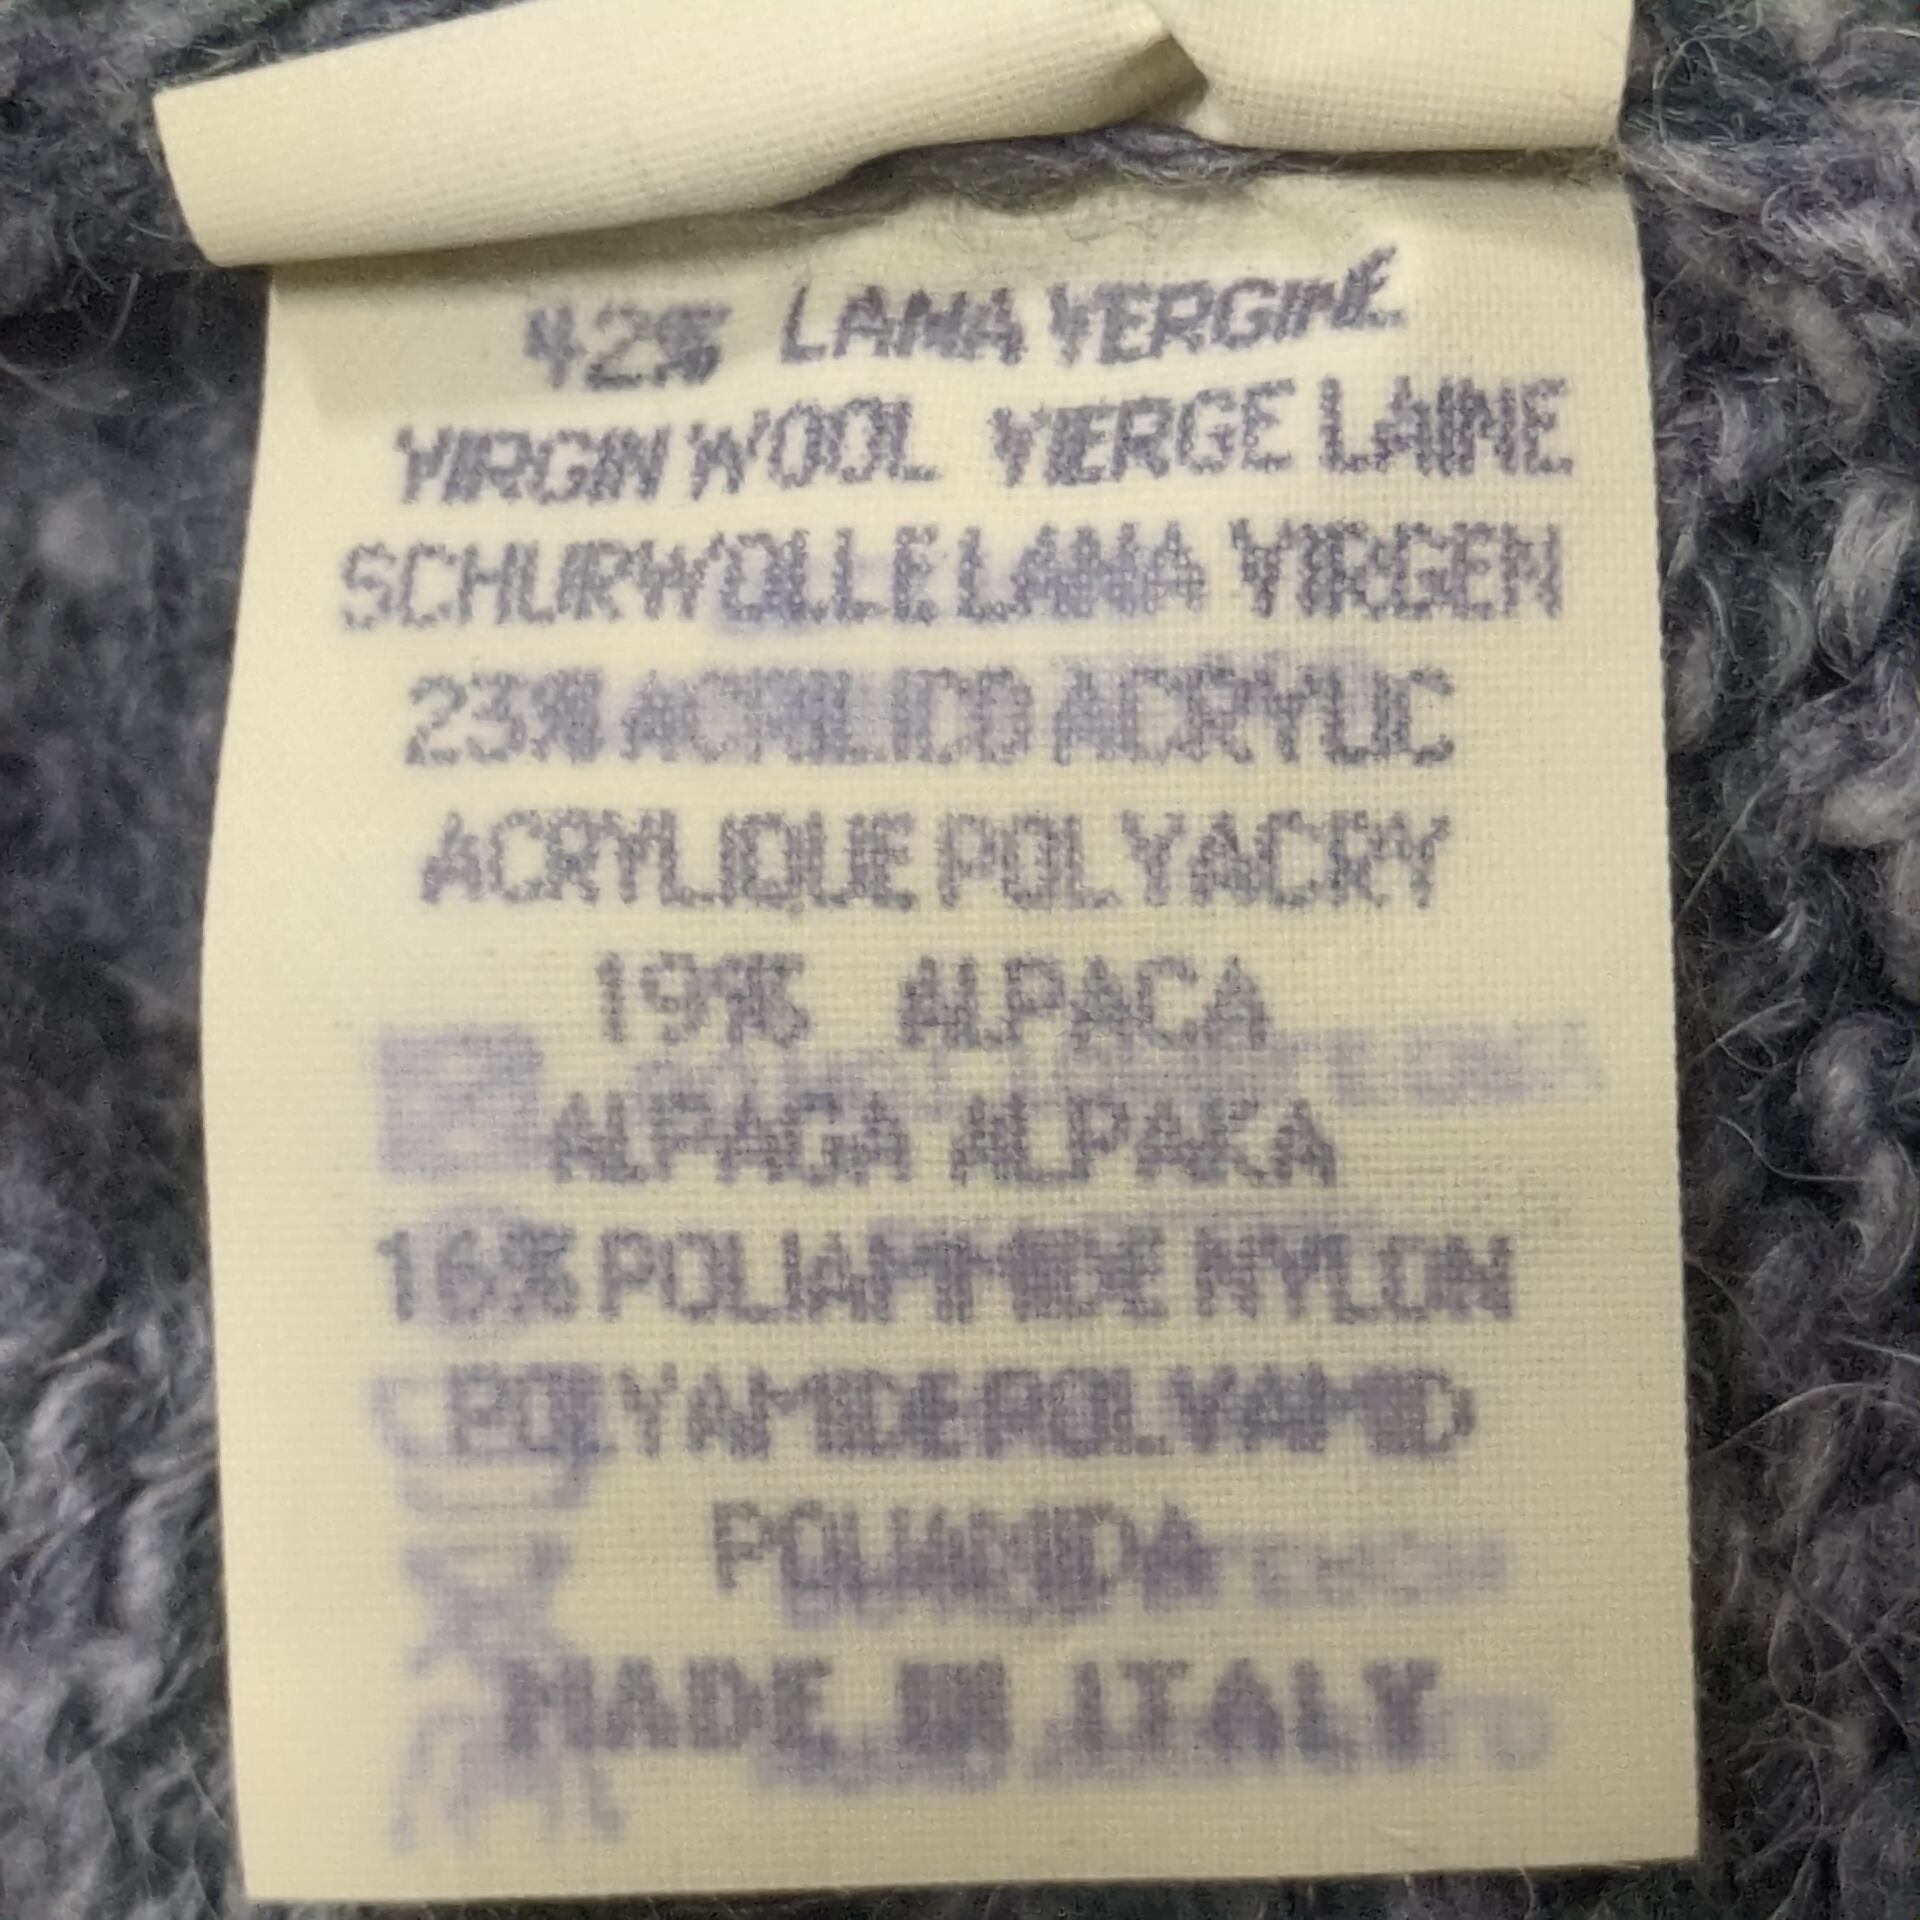 42% LANA VERGINE
VIRGIN WOOL VIERGE LAINE
SCHURWOLLE LANA VIRGEN
23% ACRILICO ACRYLIC
ACRYLIQUE POLYACRY
19% ALPACA
ALPAGA ALPAKA
16% POLIAMMIDE NYLON
POLYAMIDE POLYAMID
POLIAMIDA
MADE IN ITALY